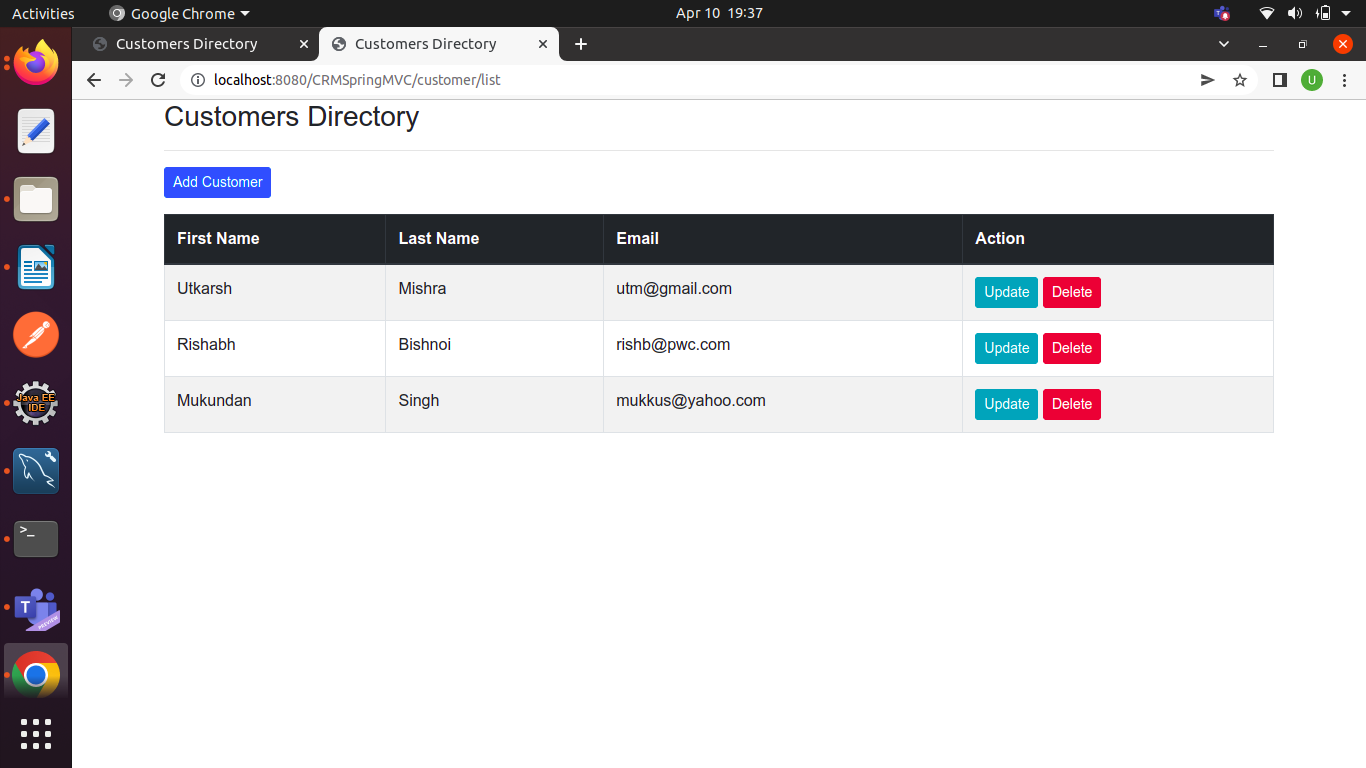 Activities Google Chrome Apr 10 19:37
Customers Directory Customers Directory
localhost:8080/CRMSpringMVC/customer/list U
Customers Directory
Add Customer
First Name Last Name Email Action
Utkarsh Mishra utm@gmail.com Update Delete
Rishabh Bishnoi rishb@pwc.com Update Delete
Mukundan Singh mukkus@yahoo.com Update Delete
Java EE
IDE
>_
T
PREVIEW